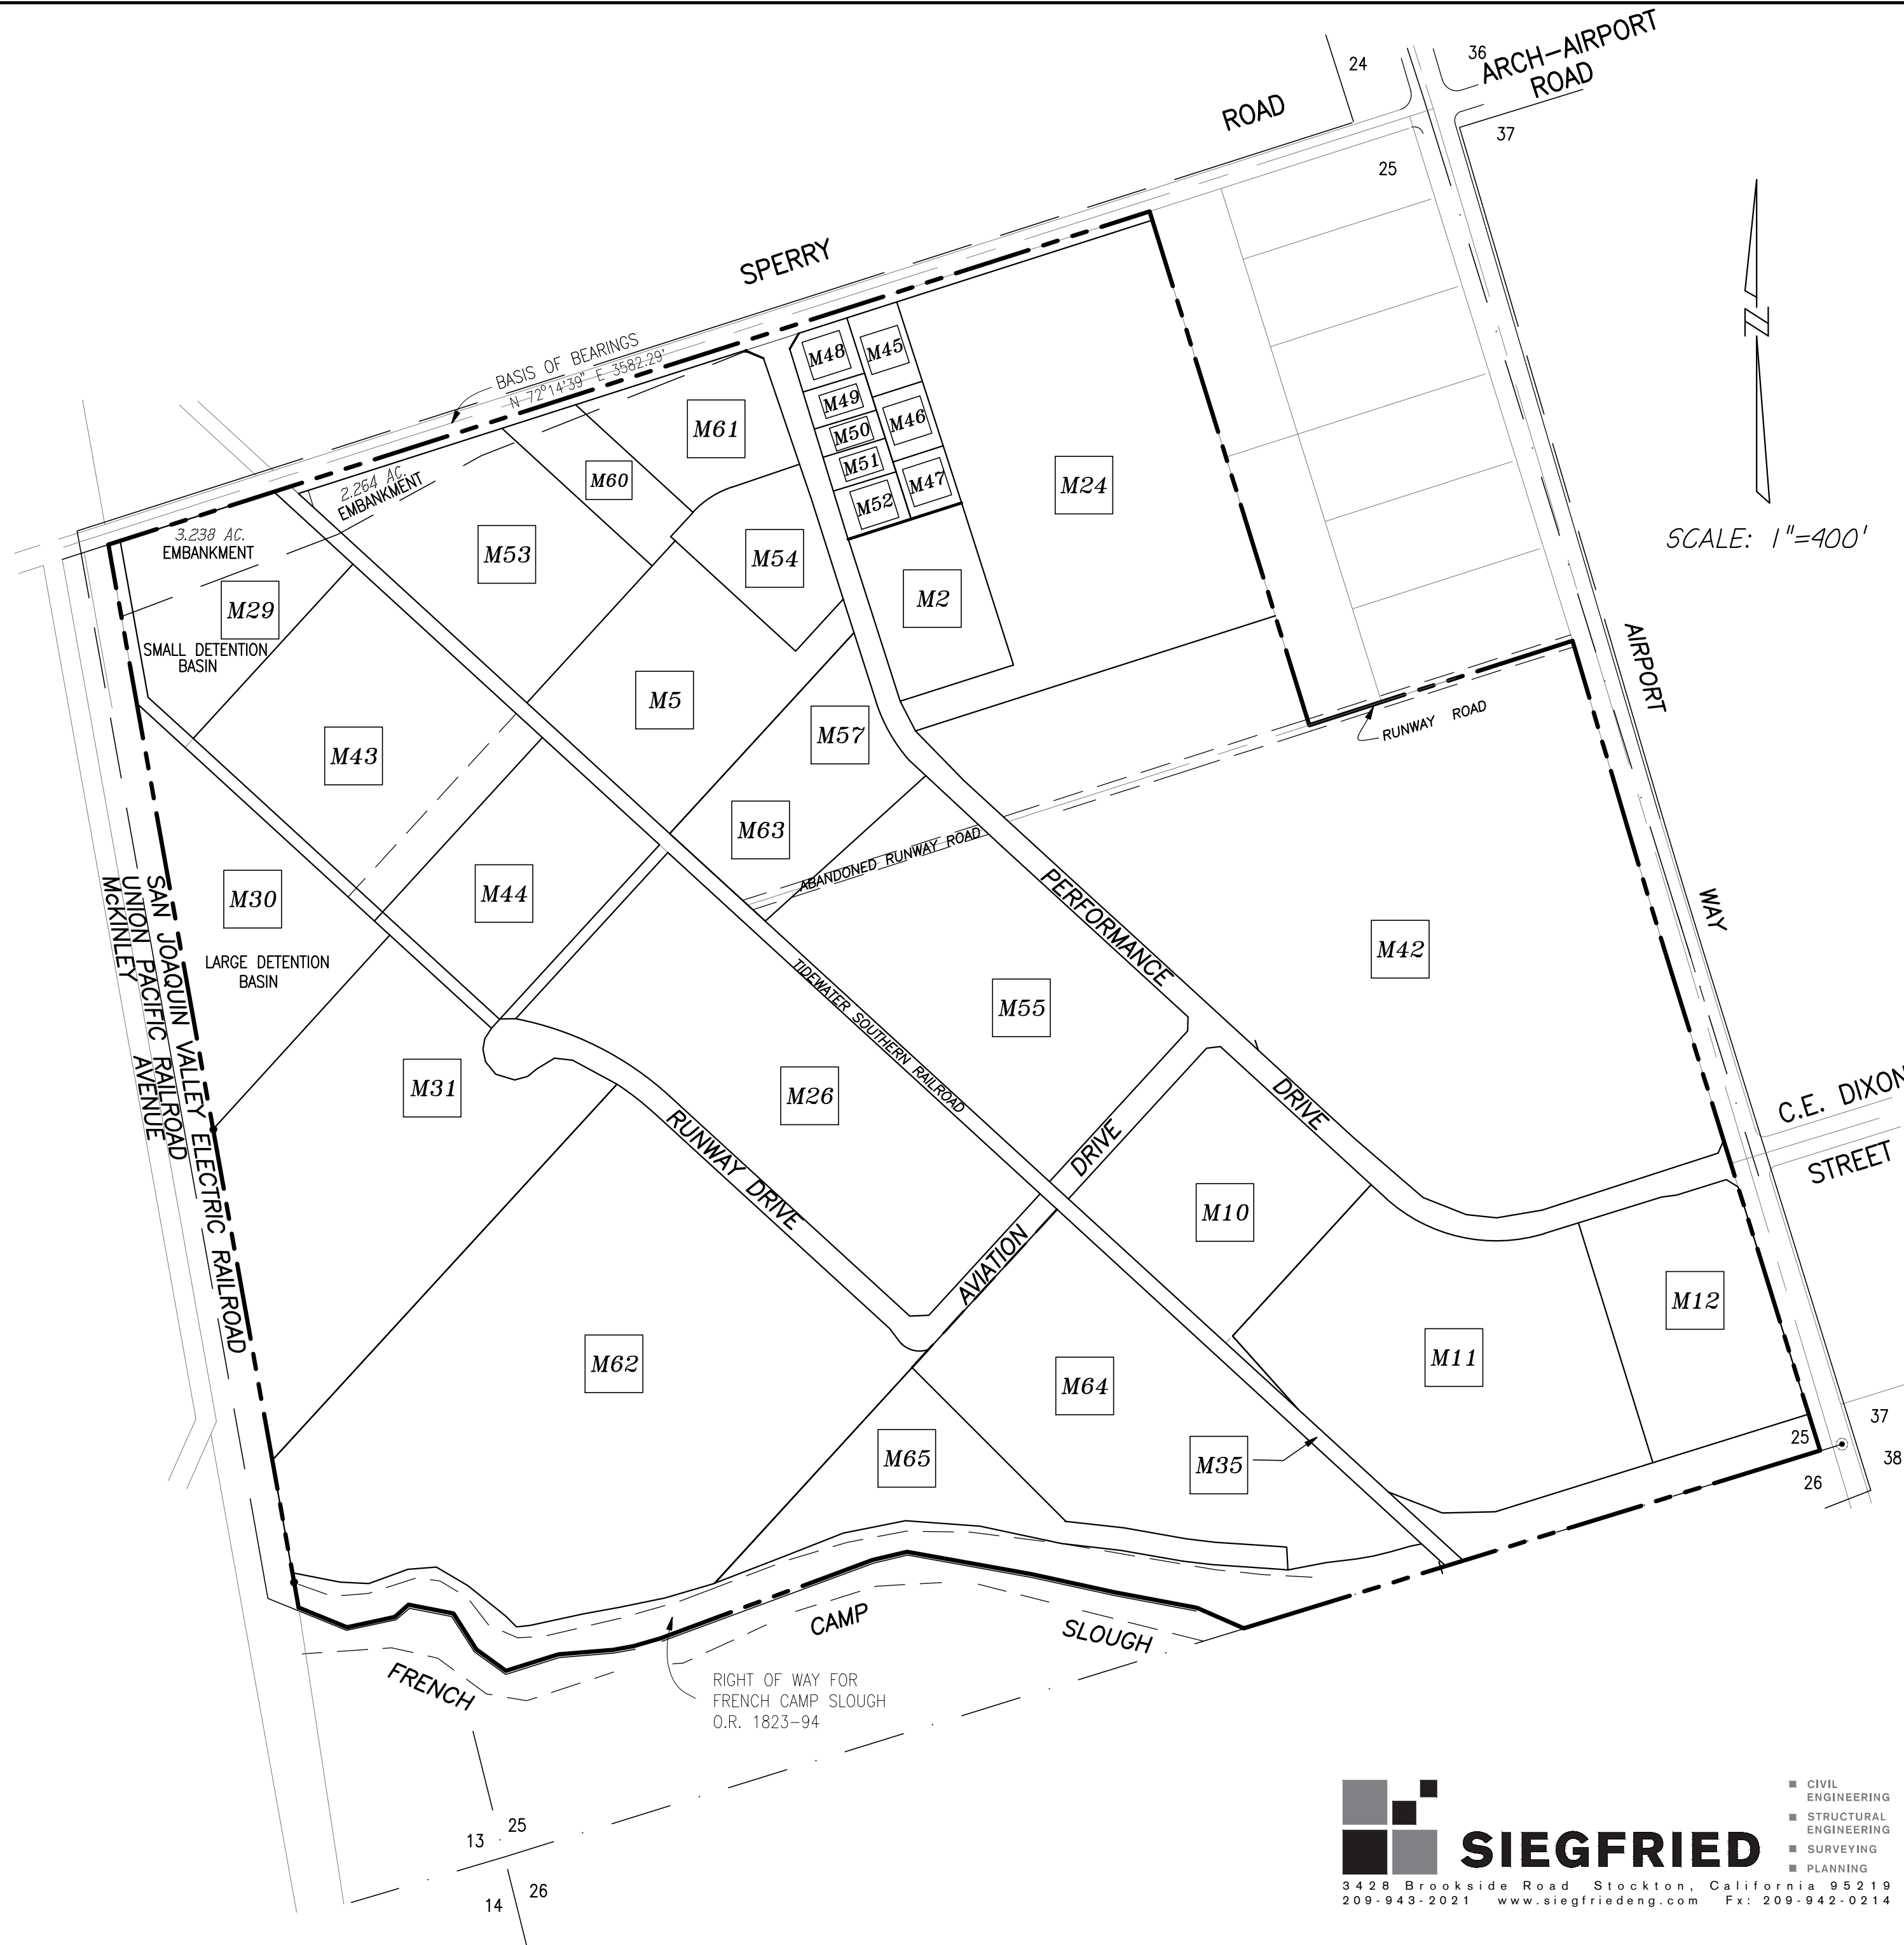 36
ARCH-AIRPORT
ROAD
24
ROAD
37
25
SPERRY
BASIS OF BEARINGS
N 72°14'39" E 3582.29'
M48
M45
M49
M46
M50
M51
M47
M52
M61
M60
M24
2.264 AC.
EMBANKMENT
3.238 AC.
EMBANKMENT
SCALE: 1"=400'
M53
M54
M29
M2
SMALL DETENTION
BASIN
AIRPORT
M5
M57
RUNWAY ROAD
M43
M63
ABANDONED RUNWAY ROAD
M30
M44
PERFORMANCE
WAY
M42
LARGE DETENTION
BASIN
SAN JOAQUIN VALLEY ELECTRIC RAILROAD
UNION PACIFIC RAILROAD
McKINLEY AVENUE
TIDEWATER SOUTHERN RAILROAD
M55
M31
M26
DRIVE
C.E. DIXON
STREET
RUNWAY DRIVE
DRIVE
AVIATION
M10
M12
M62
M11
M64
M65
M35
37
25
38
26
CAMP
SLOUGH
FRENCH
RIGHT OF WAY FOR
FRENCH CAMP SLOUGH
O.R. 1823-94
13
25
14
26
SIEGFRIED
CIVIL
ENGINEERING
STRUCTURAL
ENGINEERING
SURVEYING
PLANNING
3428 Brookside Road Stockton, California 95219
209-943-2021 www.siegfriedeng.com Fx: 209-942-0214
N